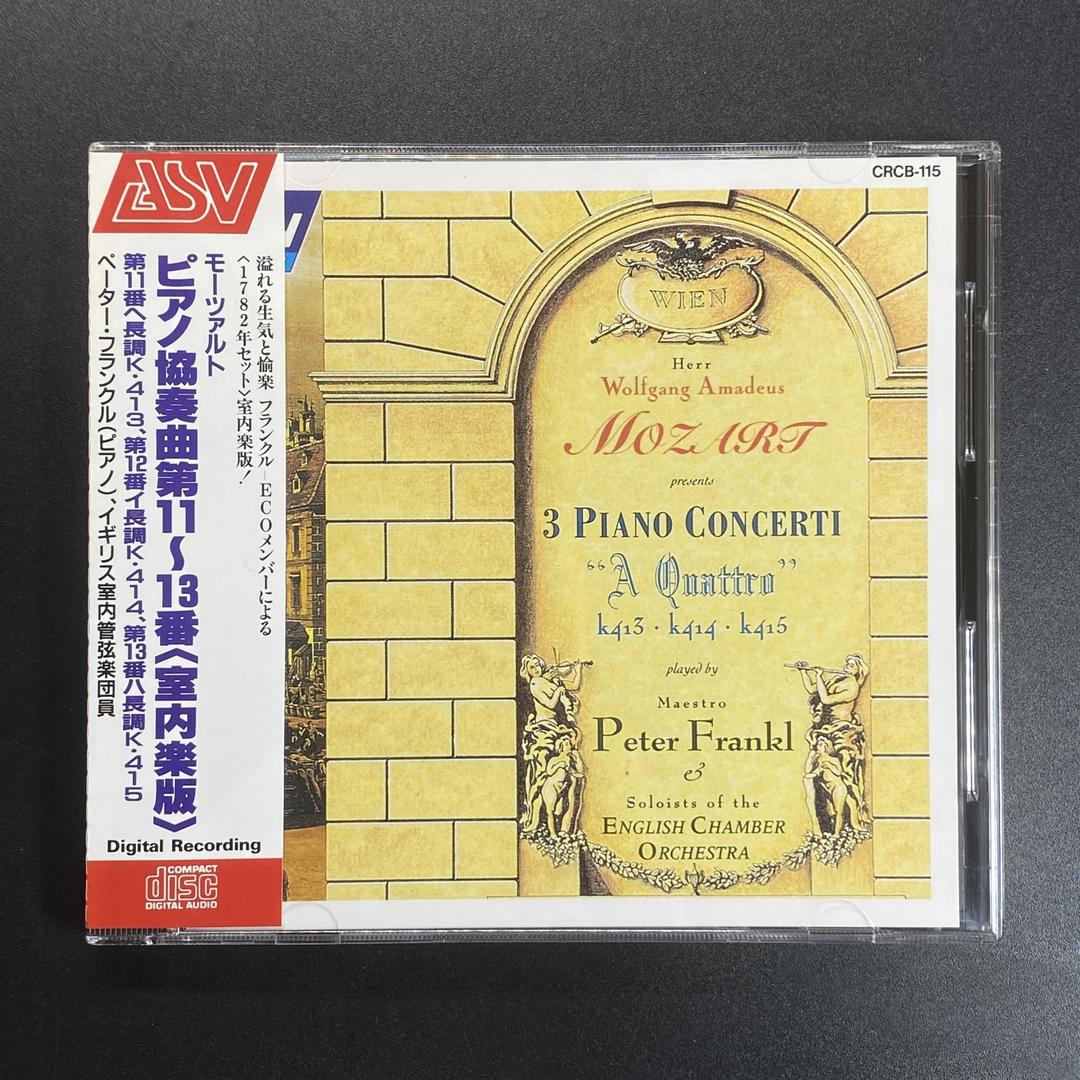 ASV
溢れる生気と愉楽 フランクル－ECOメンバーによる
〈1782年セット〉室内楽版！
モーツァルト
ピアノ協奏曲第11〜13番〈室内楽版〉
第11番ヘ長調K・413、第12番イ長調K・414、第13番ハ長調K・415
ペーター・フランクル（ピアノ）、イギリス室内管弦楽団員
Digital Recording
COMPACT
disc
DIGITAL AUDIO
CRCB-115
WIEN
Herr
Wolfgang Amadeus
MOZART
presents
3 PIANO CONCERTI
“A Quattro”
k413 · k414 · k415
played by
Maestro
Peter Frankl
&
Soloists of the
ENGLISH CHAMBER
ORCHESTRA